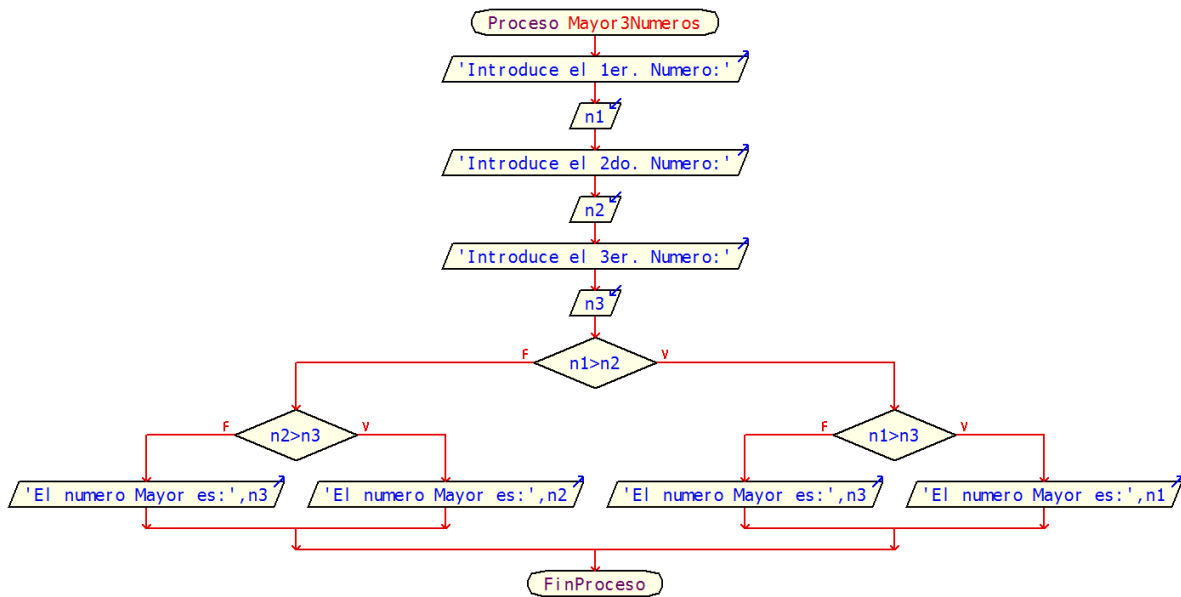 Proceso Mayor3Numeros
'Introduce el 1er. Numero:'
n1
'Introduce el 2do. Numero:'
n2
'Introduce el 3er. Numero:'
n3
F
n1>n2
V
F
n2>n3
V
F
n1>n3
V
'El numero Mayor es:',n3
'El numero Mayor es:',n2
'El numero Mayor es:',n3
'El numero Mayor es:',n1
FinProceso